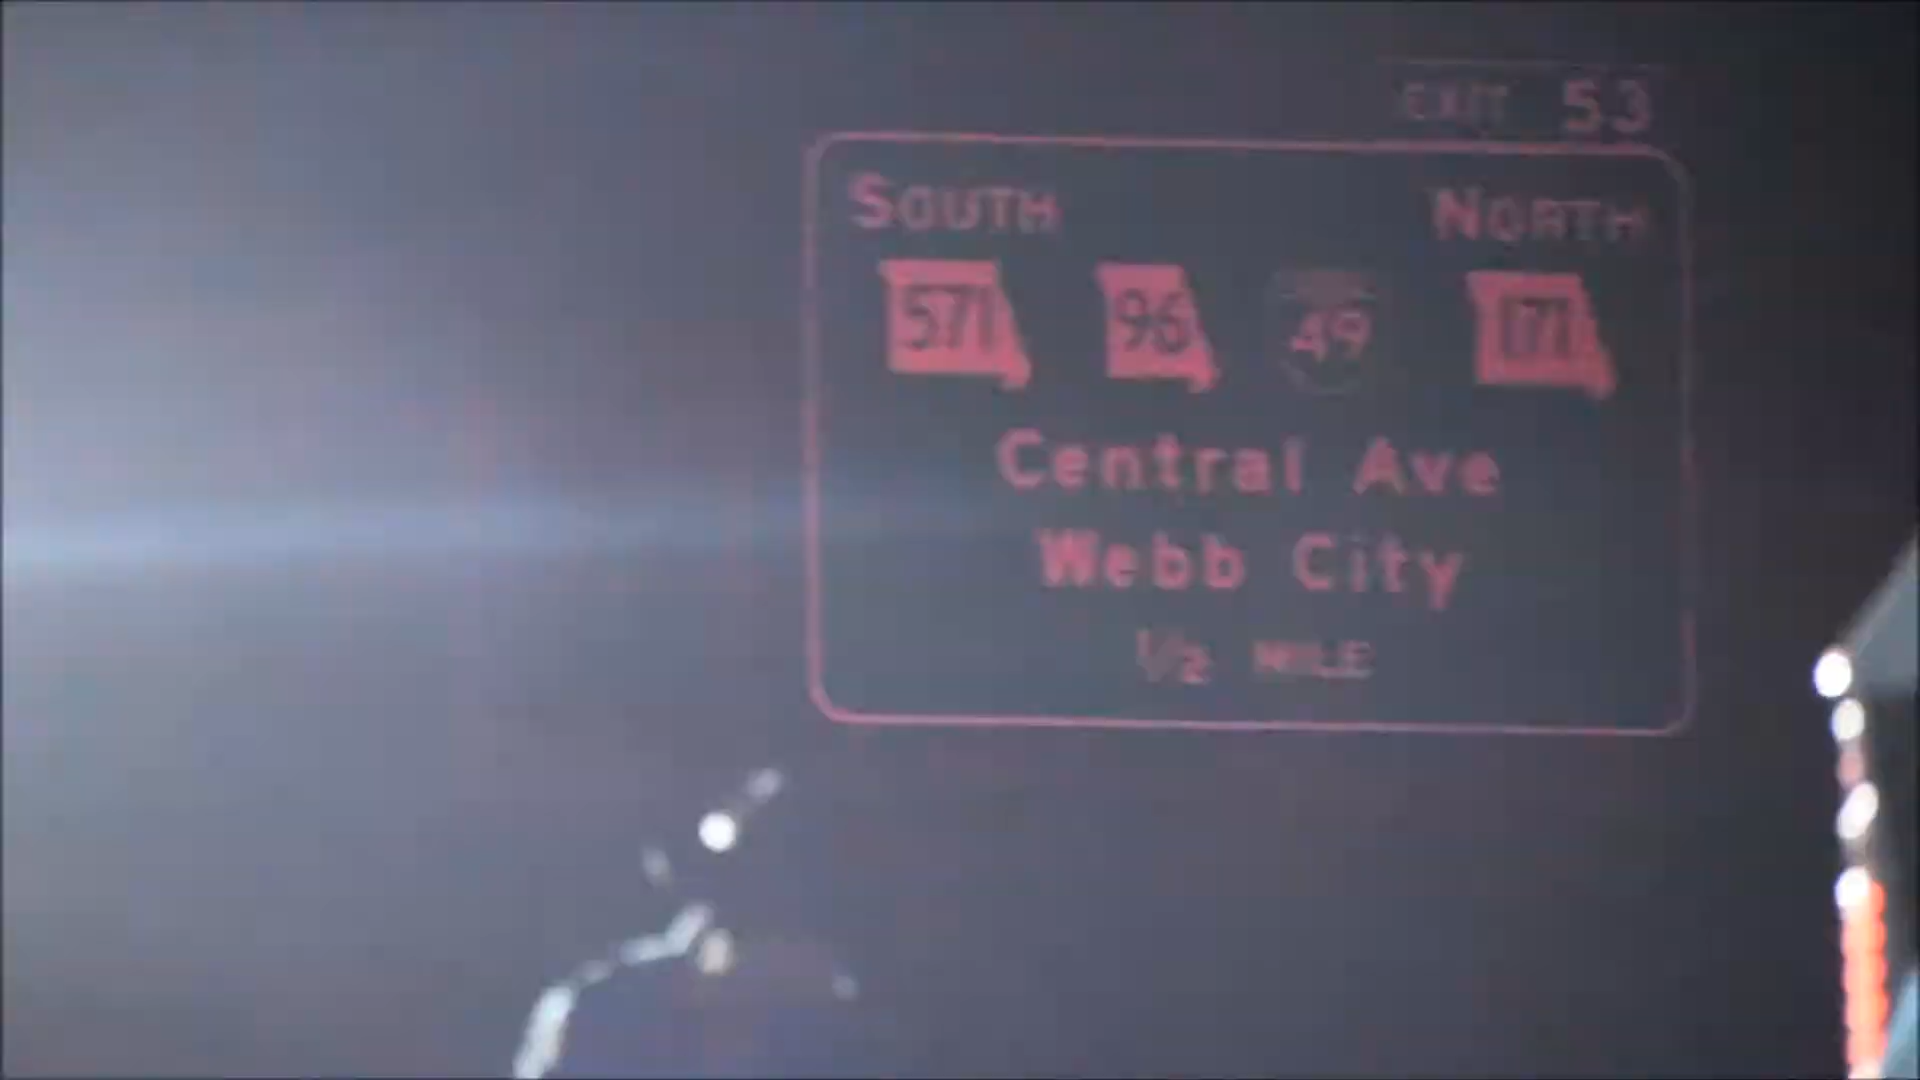 EXIT 53
SOUTH NORTH
571 96 49 171
Central Ave
Webb City
1/2 MILE